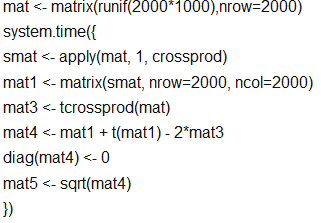 mat <- matrix(runif(2000*1000),nrow=2000)
system.time({
smat <- apply(mat, 1, crossprod)
mat1 <- matrix(smat, nrow=2000, ncol=2000)
mat3 <- tcrossprod(mat)
mat4 <- mat1 + t(mat1) - 2*mat3
diag(mat4) <- 0
mat5 <- sqrt(mat4)
})